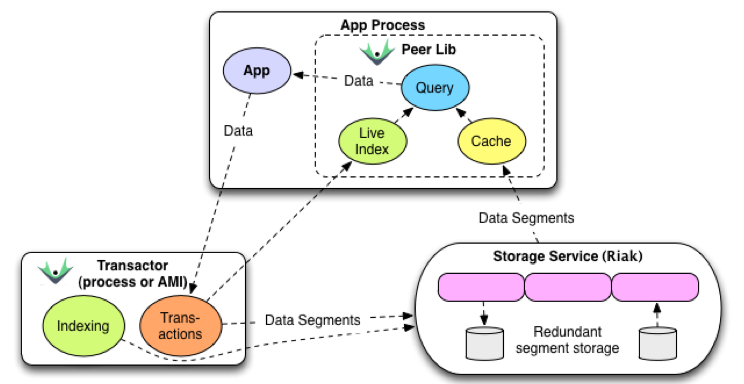 App Process
Peer Lib
App
Data
Query
Data
Live
Index
Cache
Data Segments
Transactor
(process or AMI)
Storage Service (Riak)
Indexing
Trans-
actions
Data Segments
Redundant
segment storage